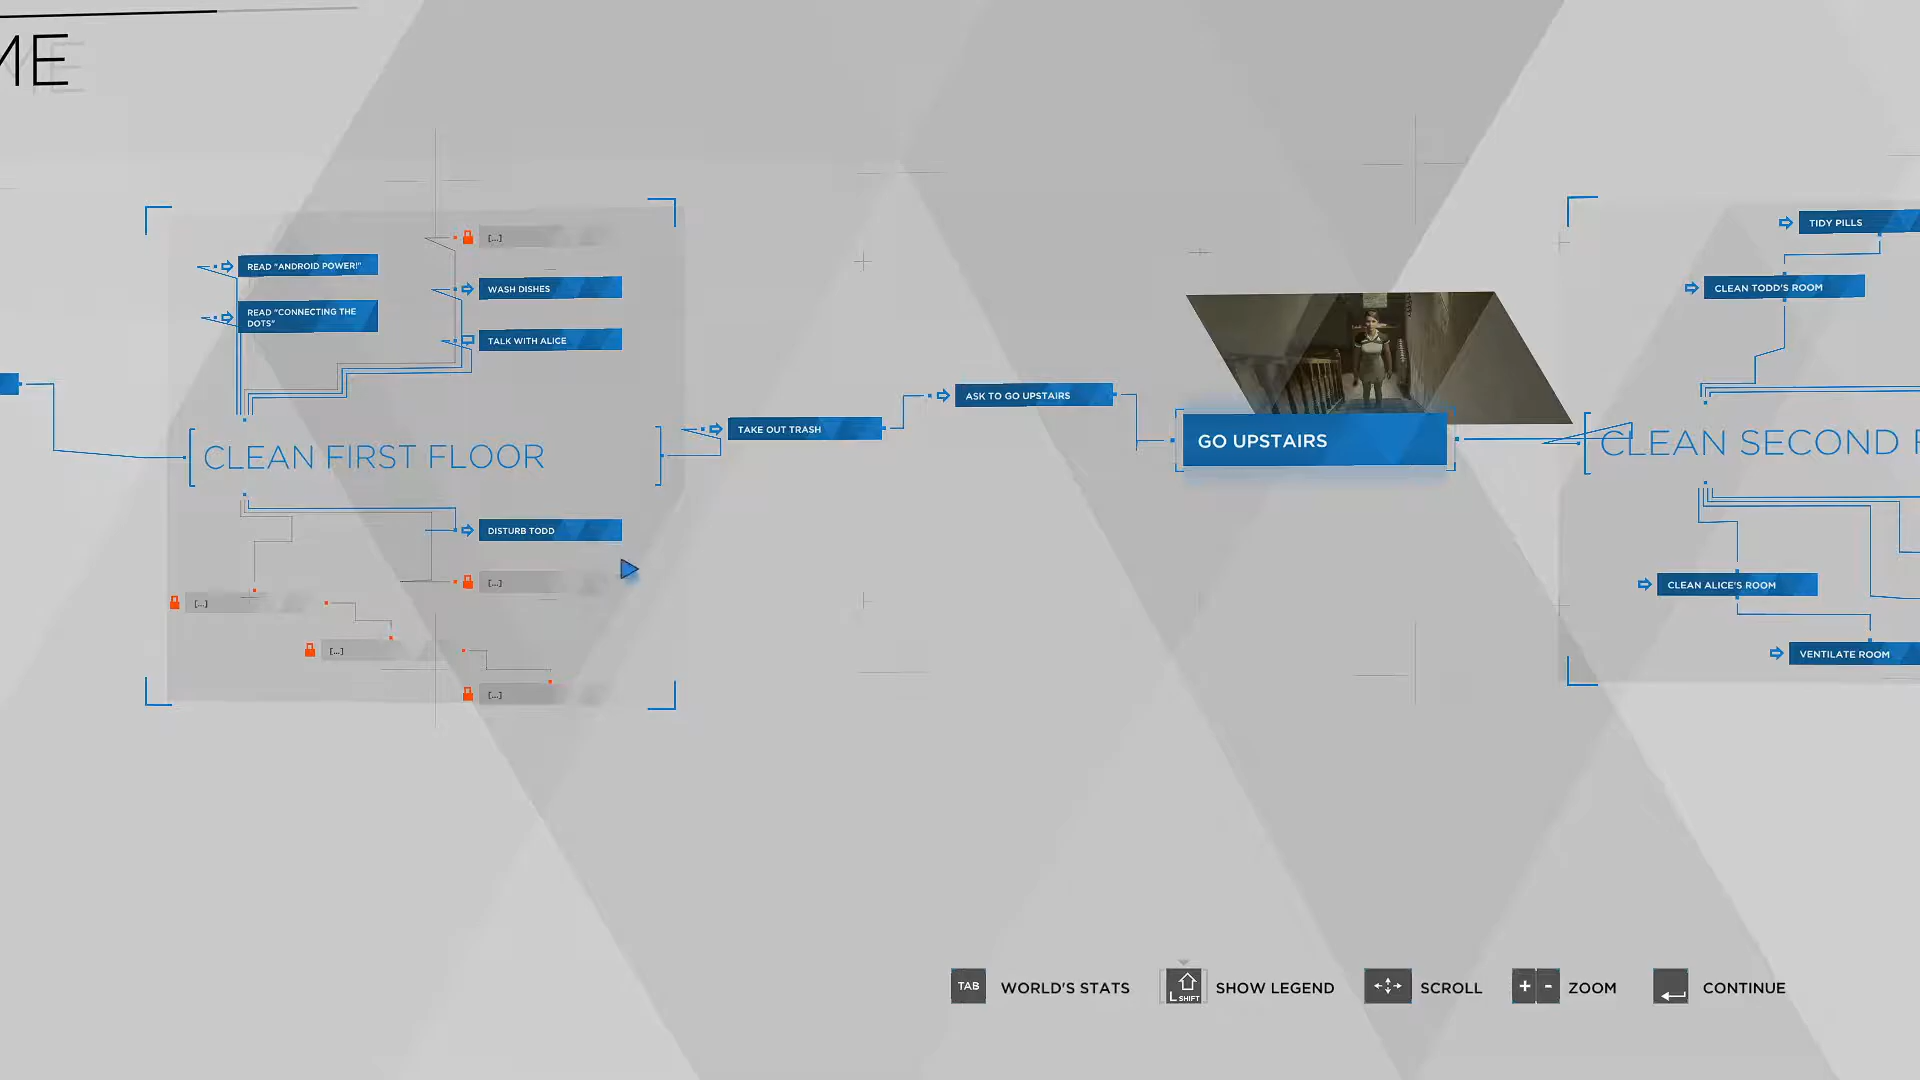 ME
[...]
READ "ANDROID POWER!"
WASH DISHES
READ "CONNECTING THE
DOTS"
TALK WITH ALICE
CLEAN FIRST FLOOR
DISTURB TODD
[...]
[...]
[...]
[...]
TAKE OUT TRASH
ASK TO GO UPSTAIRS
GO UPSTAIRS
TIDY PILLS
CLEAN TODD'S ROOM
CLEAN SECOND F
CLEAN ALICE'S ROOM
VENTILATE ROOM
TAB WORLD'S STATS
L SHIFT SHOW LEGEND
SCROLL
+ - ZOOM
CONTINUE